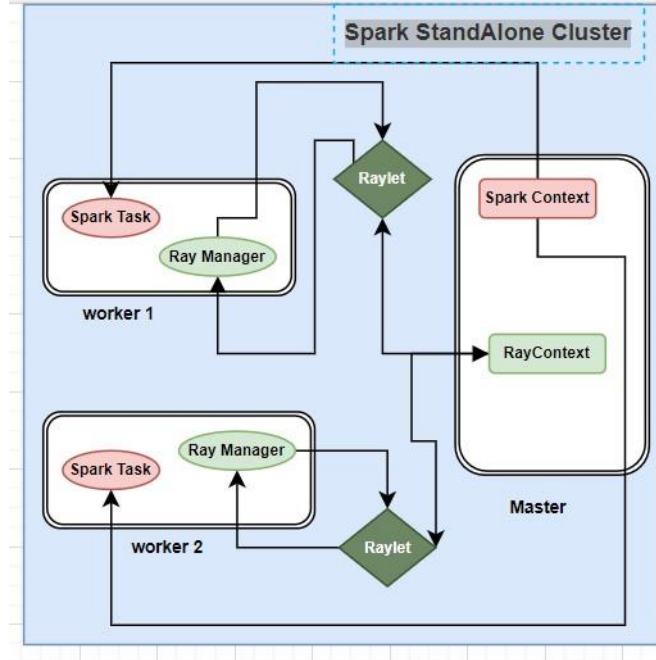 Spark StandAlone Cluster
Raylet
Spark Task
Ray Manager
worker 1
Spark Context
RayContext
Master
Ray Manager
Spark Task
worker 2
Raylet